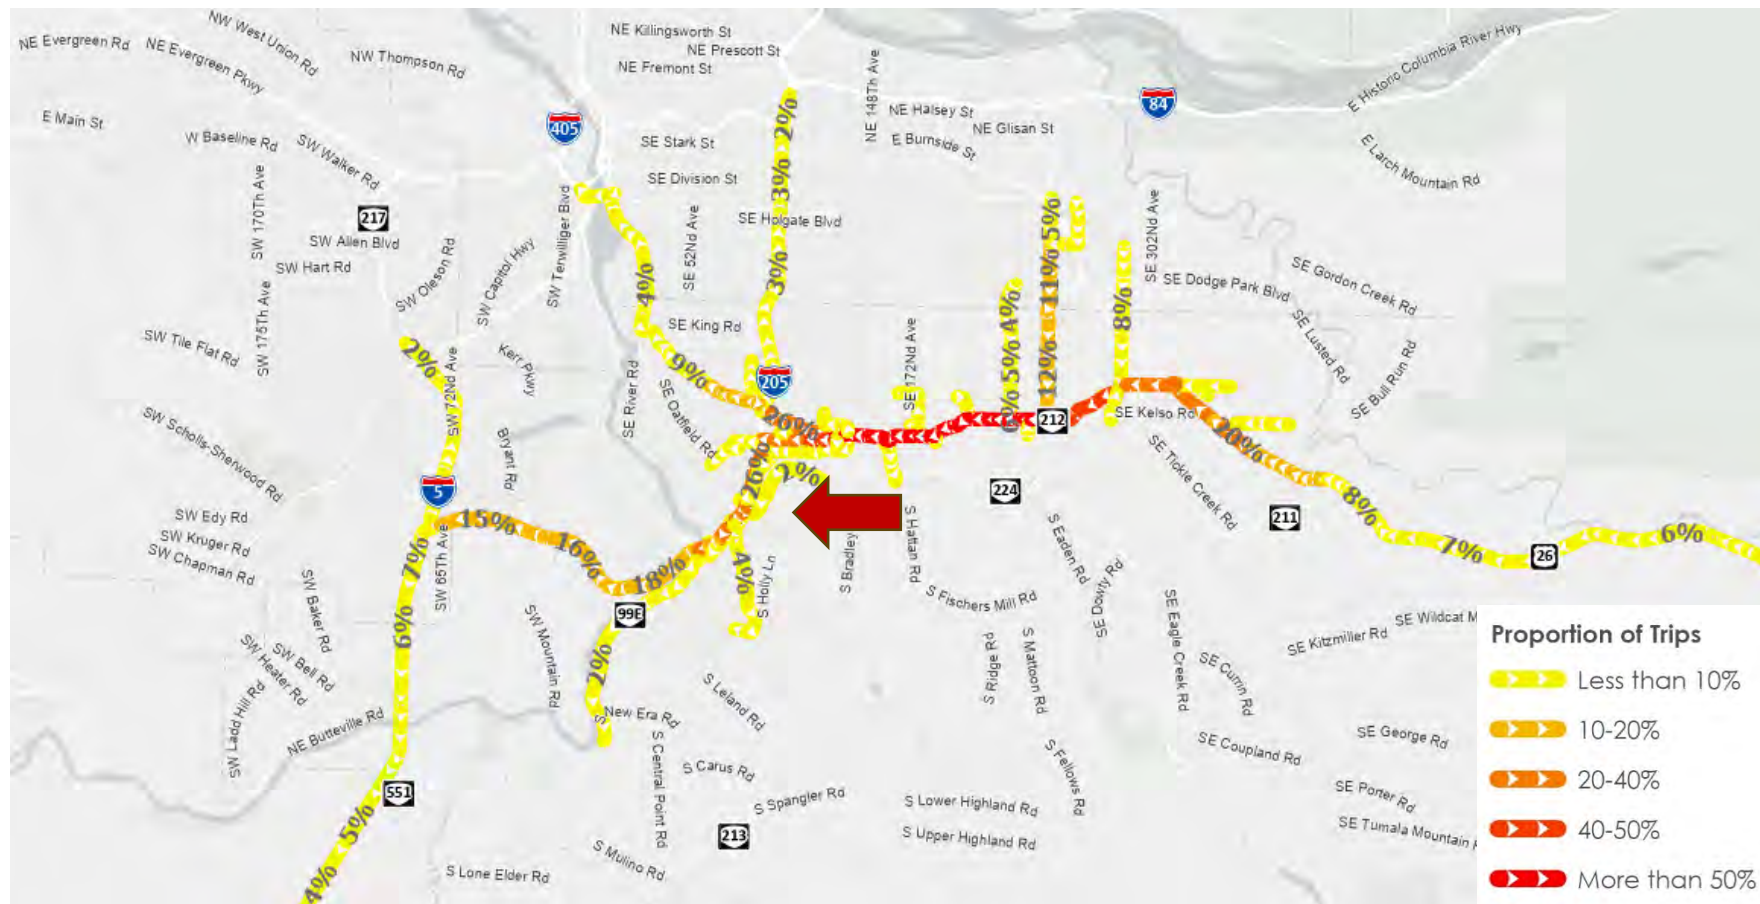 NW West Union Rd
NE Evergreen Rd
NE Evergreen Pkwy
NW Thompson Rd
NE Killingsworth St
NE Prescott St
NE Fremont St
E Historic Columbia River Hwy
NE 148Th Ave
84
E Main St
W Baseline Rd
SW Walker Rd
405
SE Stark St
2%
NE Halsey St
NE Glisan St
E Burnside St
E Larch Mountain Rd
SW 170Th Ave
SW Terwilliger Blvd
SE Division St
3%
217
SE 52Nd Ave
SE Holgate Blvd
5%
SE 302Nd Ave
SW Allen Blvd
SW Hart Rd
SW Oleson Rd
SW Capitol Hwy
4%
3%
11%
SE Dodge Park Blvd
SE Gordon Creek Rd
SW 175Th Ave
SE King Rd
SE 172Nd Ave
4%
8%
SE Lusted Rd
SW Tile Flat Rd
2%
SW 72Nd Ave
Kerr Pkwy
9%
205
5%
12%
SE Bull Run Rd
SE River Rd
SE Oatfield Rd
26%
6%
212
SE Kelso Rd
20%
SW Scholls-Sherwood Rd
Bryant Rd
26%
2%
SE Tickle Creek Rd
5
224
8%
211
SW Edy Rd
SW Kruger Rd
SW Chapman Rd
7%
SW 65Th Ave
15%
16%
18%
4%
S Holly Ln
S Bradley
S Hattan Rd
S Eaden Rd
SE Dowty Rd
7%
26
6%
SW Baker Rd
6%
99E
S Fischers Mill Rd
SE Eagle Creek Rd
SE Wildcat M
SE Kitzmiller Rd
SW Bell Rd
SW Heater Rd
SW Mountain Rd
2%
S Ridge Rd
S Mattoon Rd
SE Currin Rd
SW Ladd Hill Rd
NE Butteville Rd
S New Era Rd
S Leland Rd
SE Coupland Rd
SE George Rd
551
S Central Point Rd
S Carus Rd
S Spangler Rd
S Fellows Rd
S Lower Highland Rd
SE Porter Rd
5%
213
S Upper Highland Rd
SE Tumala Mountain
4%
S Lone Elder Rd
S Mulino Rd
Proportion of Trips
Less than 10%
10-20%
20-40%
40-50%
More than 50%